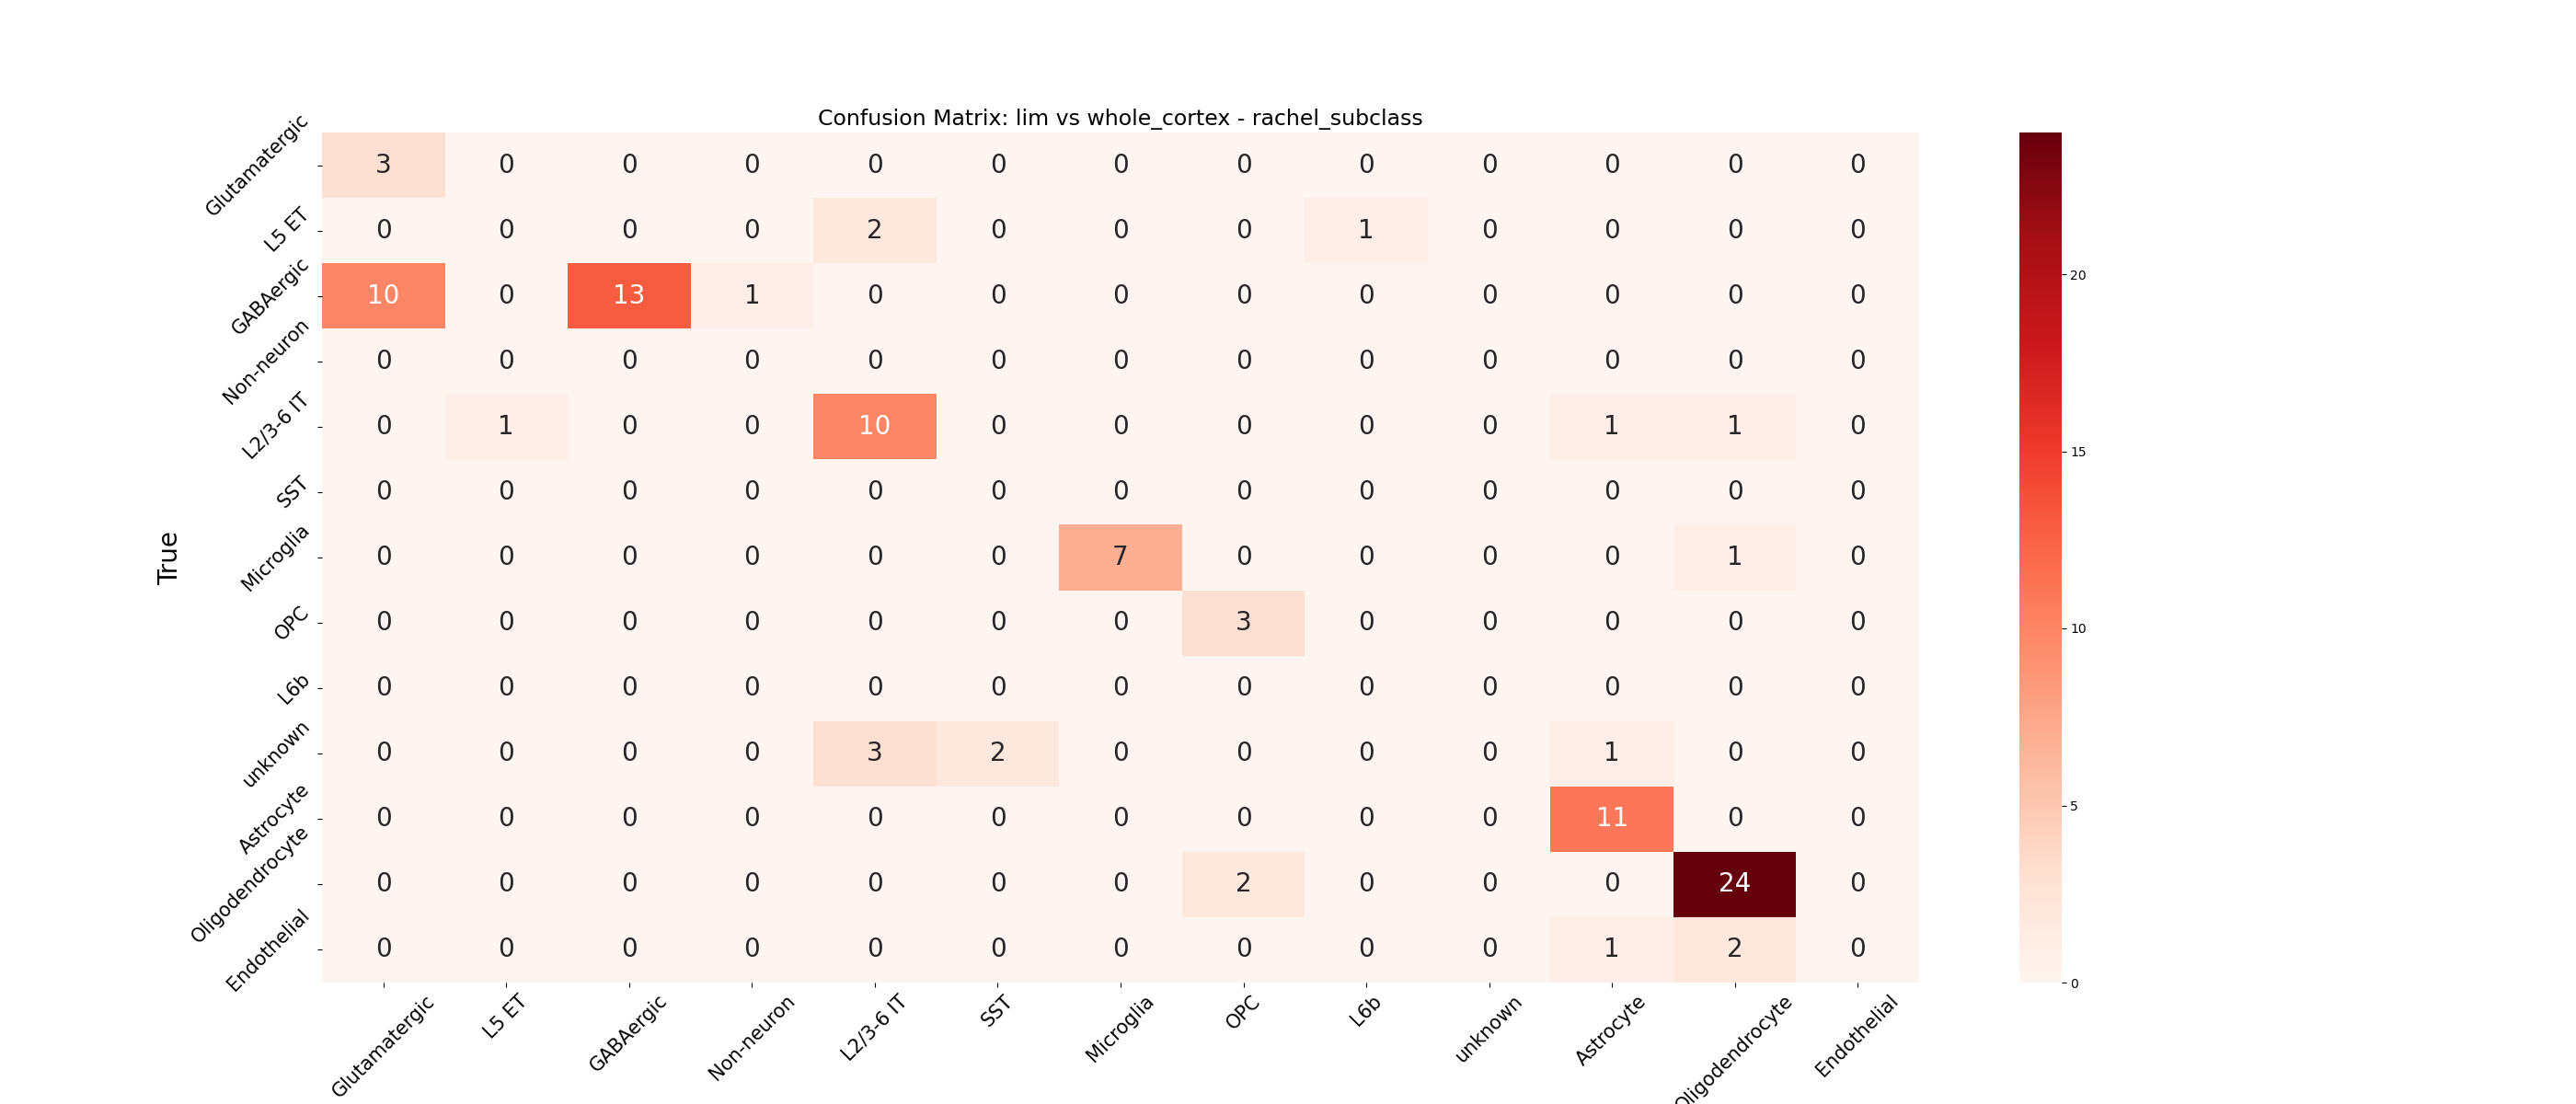 Confusion Matrix: lim vs whole_cortex - rachel_subclass
True
Glutamatergic 3 0 0 0 0 0 0 0 0 0 0 0 0
L5 ET 0 0 0 0 2 0 0 0 1 0 0 0 0
GABAergic 10 0 13 1 0 0 0 0 0 0 0 0 0
Non-neuron 0 0 0 0 0 0 0 0 0 0 0 0 0
L2/3-6 IT 0 1 0 0 10 0 0 0 0 0 1 1 0
SST 0 0 0 0 0 0 0 0 0 0 0 0 0
Microglia 0 0 0 0 0 0 7 0 0 0 0 1 0
OPC 0 0 0 0 0 0 0 3 0 0 0 0 0
L6b 0 0 0 0 0 0 0 0 0 0 0 0 0
unknown 0 0 0 0 3 2 0 0 0 0 1 0 0
Astrocyte 0 0 0 0 0 0 0 0 0 0 11 0 0
Oligodendrocyte 0 0 0 0 0 0 0 2 0 0 0 24 0
Endothelial 0 0 0 0 0 0 0 0 0 0 1 2 0
Glutamatergic L5 ET GABAergic Non-neuron L2/3-6 IT SST Microglia OPC L6b unknown Astrocyte Oligodendrocyte Endothelial
20
15
10
5
0